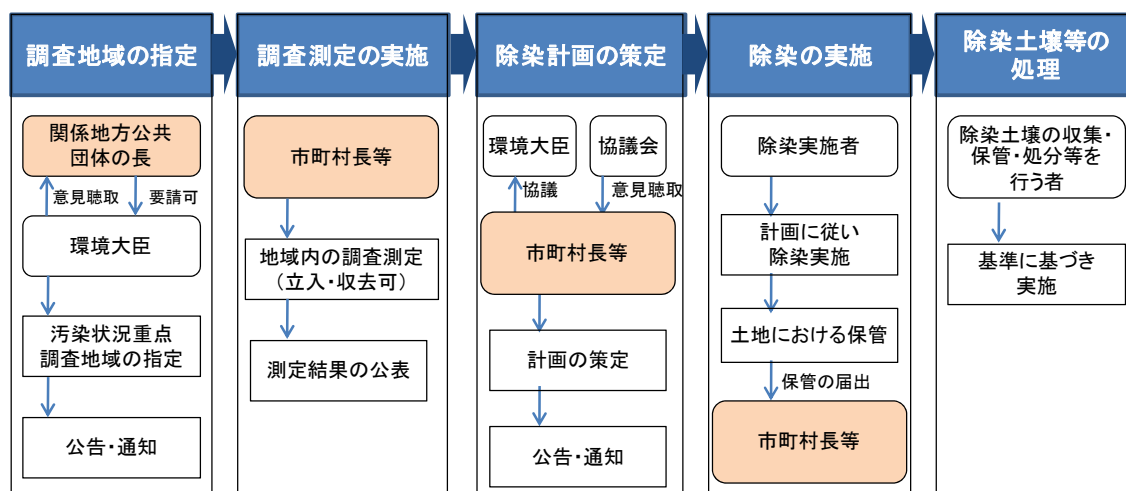 調査地域の指定
関係地方公共
団体の長
意見聴取
要請可
環境大臣
汚染状況重点
調査地域の指定
公告・通知
調査測定の実施
市町村長等
地域内の調査測定
（立入・収去可）
測定結果の公表
除染計画の策定
環境大臣
協議会
協議
意見聴取
市町村長等
計画の策定
公告・通知
除染の実施
除染実施者
計画に従い
除染実施
土地における保管
保管の届出
市町村長等
除染土壌等の
処理
除染土壌の収集・
保管・処分等を
行う者
基準に基づき
実施